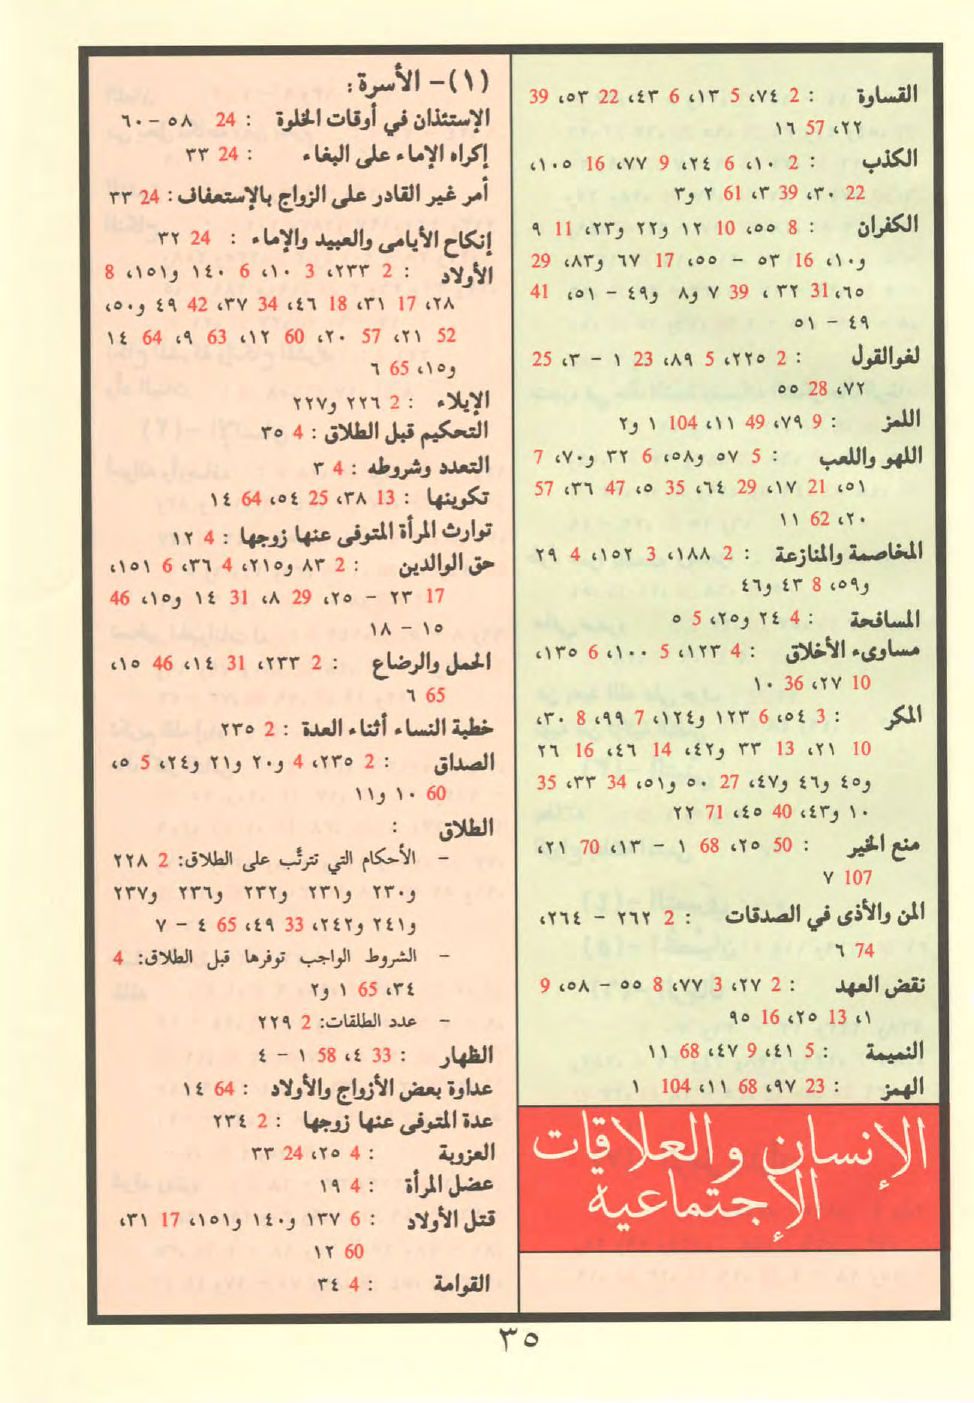 القساوة : 2 ٧٤، 5 ١٣، 6 ٤٣، 22 ٥٣، 39
٢٢، 57 ١٦
الكذب : 2 ١٠، 6 ٢٤، 9 ٧٧، 16 ١٠٥،
22 ٣٠، 39 ٣، 61 ٢ و٣
الكفران : 8 ٥٥، 10 ١٢ و٢٢ و٢٣، 11 ٩
و١٠، 16 ٥٣ – ٥٥، 17 ٦٧ و٨٣، 29
٦٥، 31 ٣٢ ، 39 ٧ و٨ و٤٩ – ٥١، 41
٤٩ – ٥١
لغو القول : 2 ٢٢٥، 5 ٨٩، 23 ١ – ٣، 25
٧٢، 28 ٥٥
اللمز : 9 ٧٩، 49 ١١، 104 ١ و٢
اللهو واللعب : 5 ٥٧ و٥٨، 6 ٣٢ و٧٠، 7
٥١، 21 ١٧، 29 ٦٤، 35 ٥، 47 ٣٦، 57
٢٠، 62 ١١
المخاصمة والمنازعة : 2 ١٨٨، 3 ١٥٢، 4 ٢٩
و٥٩، 8 ٤٣ و٤٦
المسافحة : 4 ٢٤ و٢٥، 5 ٥
مساوىء الأخلاق : 4 ١٢٣، 5 ١٠٠، 6 ١٣٥،
10 ٢٧، 36 ١٠
المكر : 3 ٥٤، 6 ١٢٣ و١٢٤، 7 ٩٩، 8 ٣٠،
10 ٢١، 13 ٣٣ و٤٢، 14 ٤٦، 16 ٢٦
و٤٥ و٤٦ و٤٧، 27 ٥٠ و٥١، 34 ٣٣، 35
١٠ و٤٣، 40 ٤٥، 71 ٢٢
منع الخير : 50 ٢٥، 68 ١ – ١٣، 70 ٢١،
107 ٧
المن والأذى في الصدقات : 2 ٢٦٢ – ٢٦٤،
74 ٦
نقض العهد : 2 ٢٧، 3 ٧٧، 8 ٥٥ – ٥٨، 9
١، 13 ٢٥، 16 ٩٥
النميمة : 5 ٤١، 9 ٤٧، 68 ١١
الهمز : 23 ٩٧، 68 ١١، 104 ١
الإنسان والعلاقات
الإجتماعية
(١)– الأسرة :
الإستئذان في أوقات الخلوة : 24 ٥٨ – ٦٠
إكراه الإماء على البغاء : 24 ٣٣
أمر غير القادر على الزواج بالإستعفاف : 24 ٣٣
إنكاح الأيامى والعبيد والإماء : 24 ٣٢
الأولاد : 2 ٢٣٣، 3 ١٠، 6 ١٤٠ و١٥١، 8
٢٨، 17 ٣١، 18 ٤٦، 34 ٣٧، 42 ٤٩ و٥٠،
52 ٢١، 57 ٢٠، 60 ١٢، 63 ٩، 64 ١٤
و١٥، 65 ٦
الإيلاء : 2 ٢٢٦ و٢٢٧
التحكيم قبل الطلاق : 4 ٣٥
التعدد وشروطه : 4 ٣
تكوينها : 13 ٣٨، 25 ٥٤، 64 ١٤
توارث المرأة المتوفى عنها زوجها : 4 ١٢
حق الوالدين : 2 ٨٣ و٢١٥، 4 ٣٦، 6 ١٥١،
17 ٢٣ – ٢٥، 29 ٨، 31 ١٤ و١٥، 46
١٥ – ١٨
الحمل والرضاع : 2 ٢٣٣، 31 ١٤، 46 ١٥،
65 ٦
خطبة النساء أثناء العدة : 2 ٢٣٥
الصداق : 2 ٢٣٥، 4 و٢٠ و٢١ و٢٤، 5 ٥،
60 ١٠ و١١
الطلاق :
– الأحكام التي تترتّب على الطلاق: 2 ٢٢٨
و٢٣٠ و٢٣١ و٢٣٢ و٢٣٦ و٢٣٧
و٢٤١ و٢٤٢، 33 ٤٩، 65 ٤ – ٧
– الشروط الواجب توفرها قبل الطلاق: 4
٣٤، 65 ١ و٢
– عدد الطلقات: 2 ٢٢٩
الظهار : 33 ٤، 58 ١ – ٤
عداوة بعض الأزواج والأولاد : 64 ١٤
عدة المتوفى عنها زوجها : 2 ٢٣٤
العزوبة : 4 ٢٥، 24 ٣٣
عضل المرأة : 4 ١٩
قتل الأولاد : 6 ١٣٧ و١٤٠ و١٥١، 17 ٣١،
60 ١٢
القوامة : 4 ٣٤
٣٥